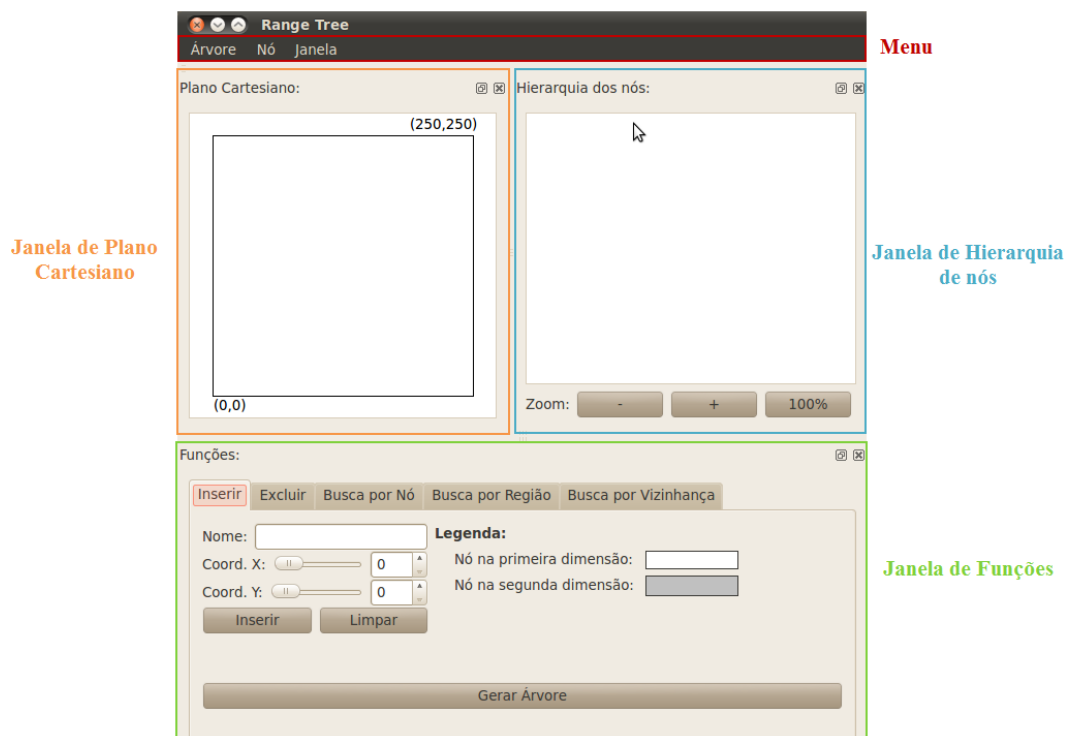 Range Tree
Árvore Nó Janela
Menu
Plano Cartesiano:
(250,250)
(0,0)
Janela de Plano
Cartesiano
Hierarquia dos nós:
Zoom: - + 100%
Janela de Hierarquia
de nós
Funções:
Inserir Excluir Busca por Nó Busca por Região Busca por Vizinhança
Nome:
Coord. X: 0
Coord. Y: 0
Inserir Limpar
Legenda:
Nó na primeira dimensão:
Nó na segunda dimensão:
Gerar Árvore
Janela de Funções